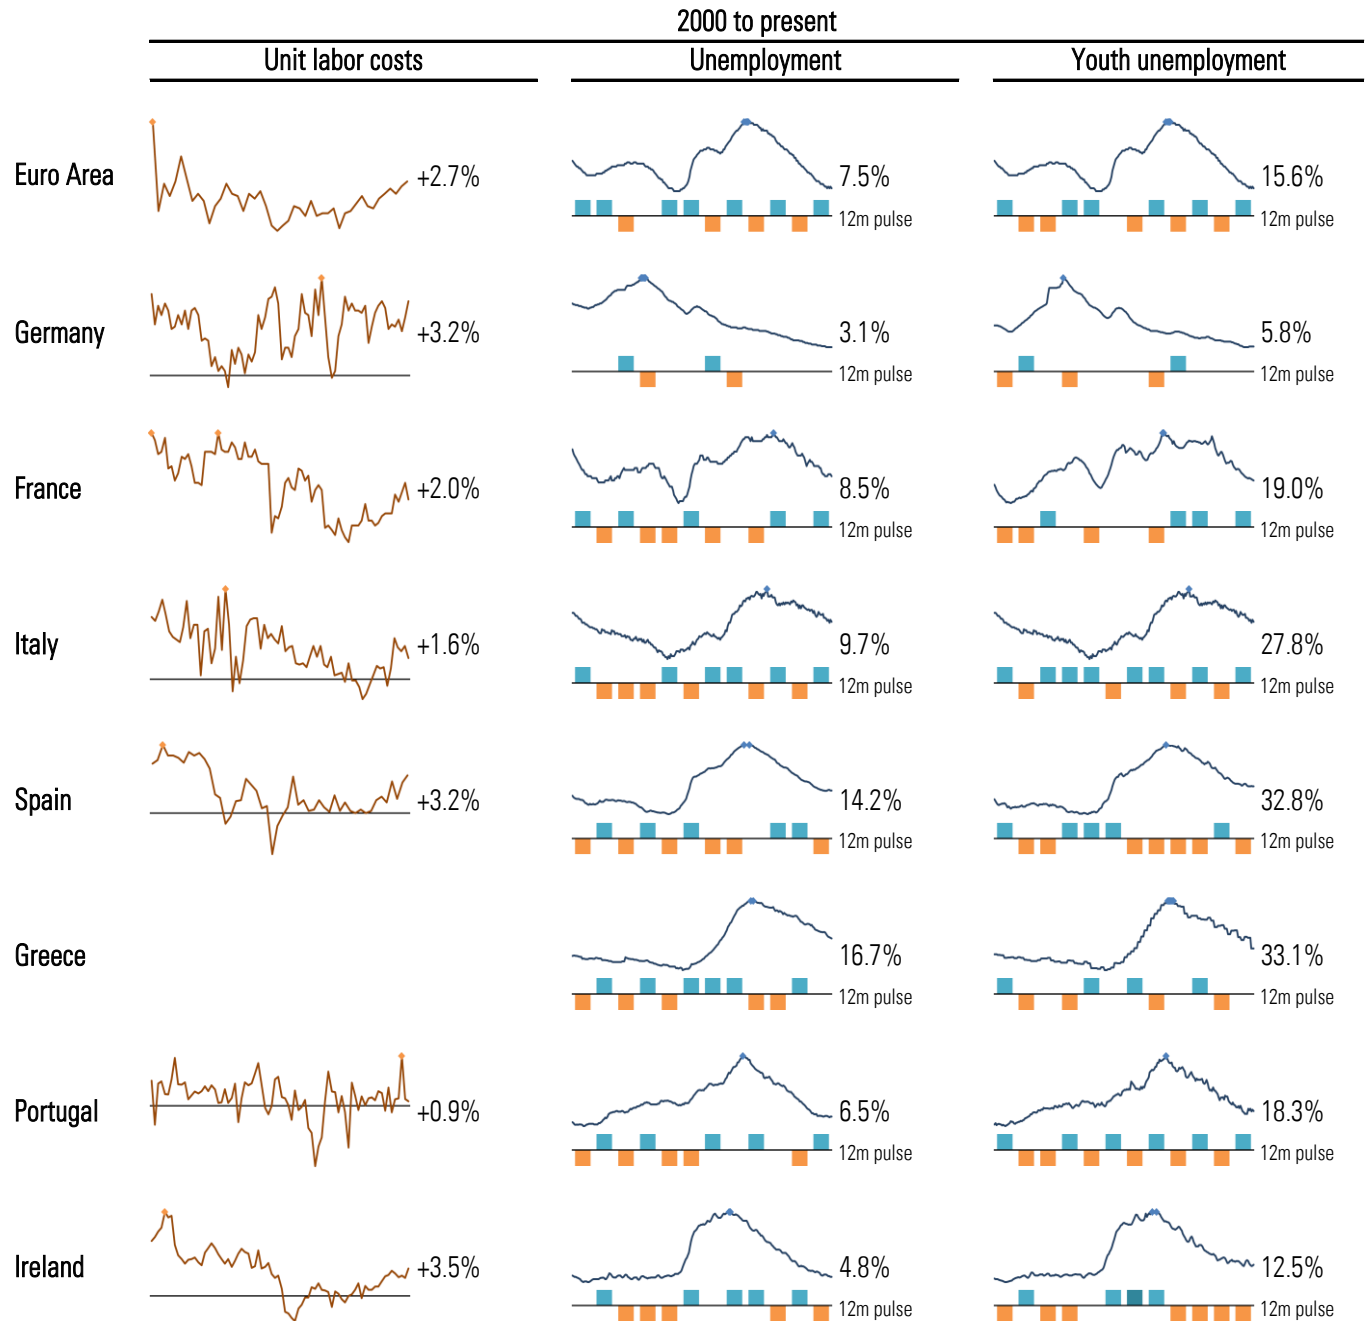 2000 to present
Unit labor costs Unemployment Youth unemployment
Euro Area +2.7% 7.5% 15.6%
12m pulse 12m pulse
Germany +3.2% 3.1% 5.8%
12m pulse 12m pulse
France +2.0% 8.5% 19.0%
12m pulse 12m pulse
Italy +1.6% 9.7% 27.8%
12m pulse 12m pulse
Spain +3.2% 14.2% 32.8%
12m pulse 12m pulse
Greece 16.7% 33.1%
12m pulse 12m pulse
Portugal +0.9% 6.5% 18.3%
12m pulse 12m pulse
Ireland +3.5% 4.8% 12.5%
12m pulse 12m pulse